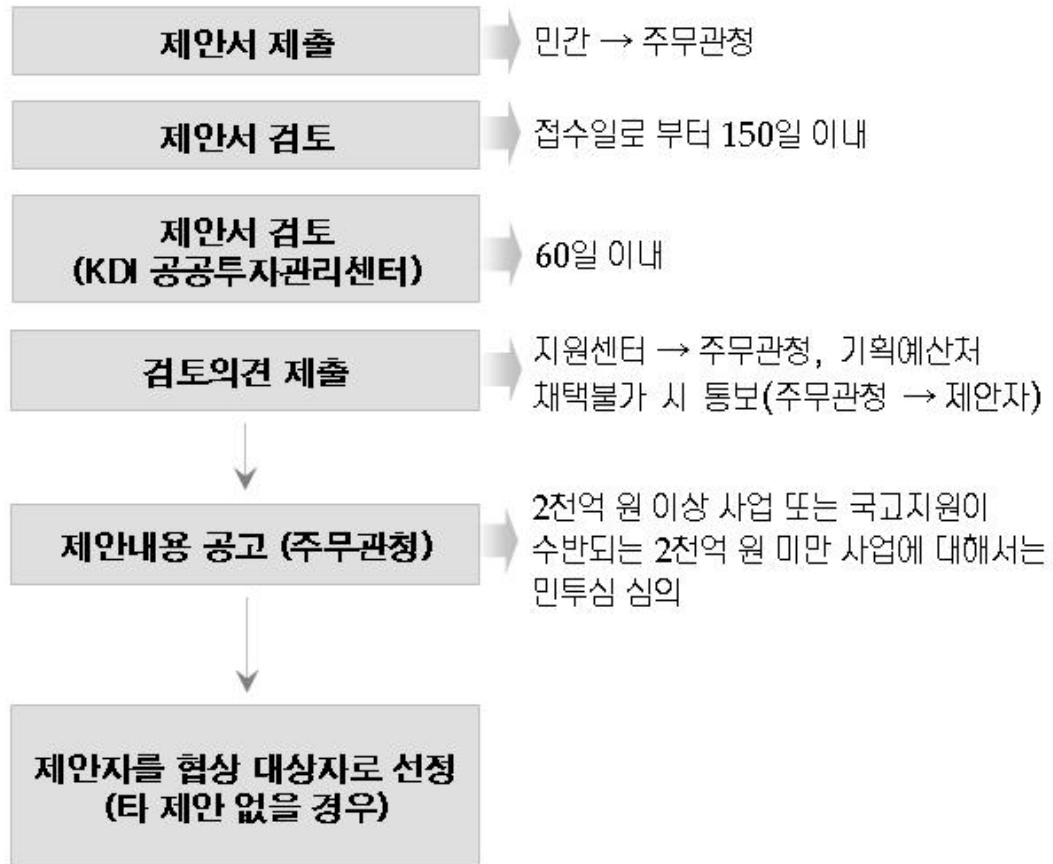 제안서 제출
민간 → 주무관청
제안서 검토
접수일로 부터 150일 이내
제안서 검토
(KDI 공공투자관리센터)
60일 이내
검토의견 제출
지원센터 → 주무관청, 기획예산처
채택불가 시 통보(주무관청 → 제안자)
제안내용 공고 (주무관청)
2천억 원 이상 사업 또는 국고지원이
수반되는 2천억 원 미만 사업에 대해서는
민투심 심의
제안자를 협상 대상자로 선정
(타 제안 없을 경우)